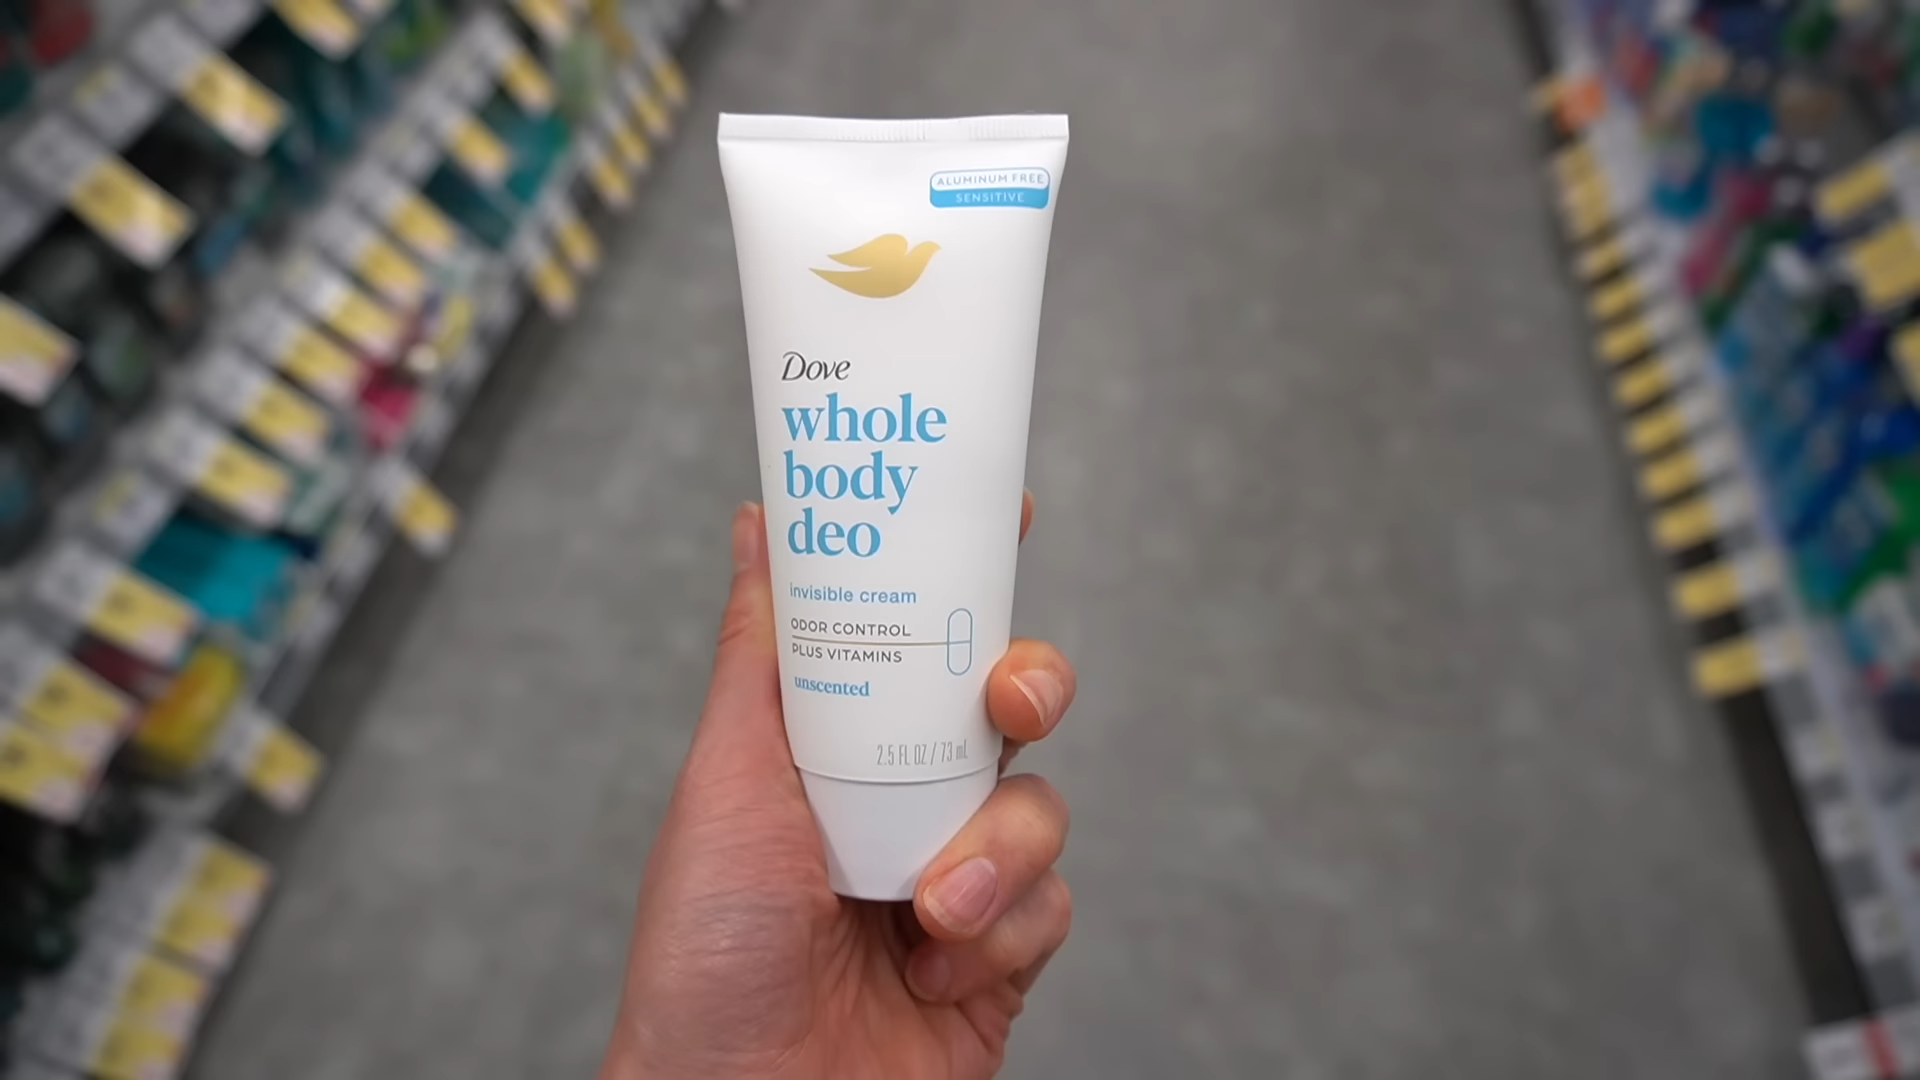 ALUMINUM FREE
SENSITIVE
Dove
whole
body
deo
invisible cream
ODOR CONTROL
PLUS VITAMINS
unscented
2.5 FL OZ / 73 mL